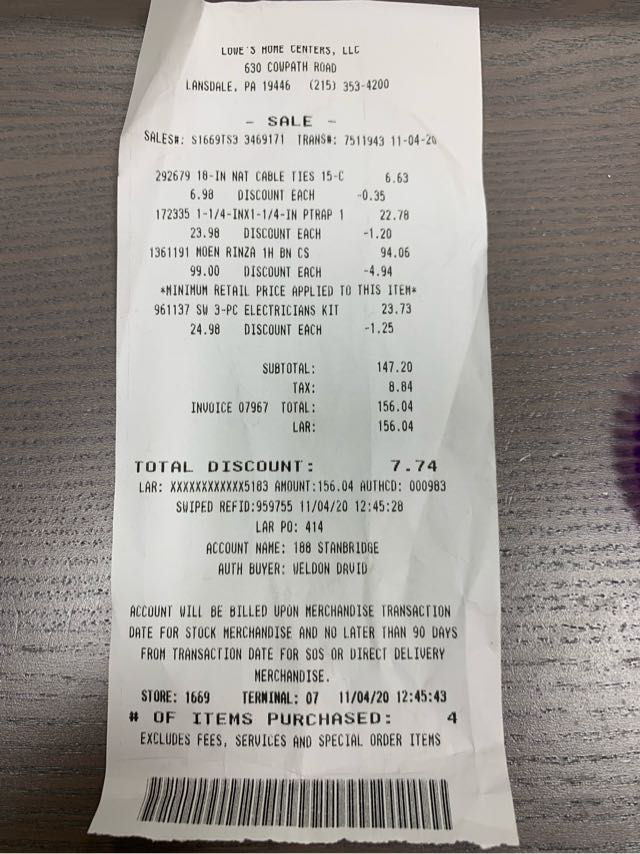 LOWE'S HOME CENTERS, LLC
630 COWPATH ROAD
LANSDALE, PA 19446 (215) 353-4200
- SALE -
SALES#: S1669TS3 3469171 TRANS#: 7511943 11-04-20
292679 18-IN NAT CABLE TIES 15-C 6.63
6.98 DISCOUNT EACH -0.35
172335 1-1/4-INX1-1/4-IN PTRAP 1 22.78
23.98 DISCOUNT EACH -1.20
1361191 MOEN RINZA 1H BN CS 94.06
99.00 DISCOUNT EACH -4.94
*MINIMUM RETAIL PRICE APPLIED TO THIS ITEM*
961137 SW 3-PC ELECTRICIANS KIT 23.73
24.98 DISCOUNT EACH -1.25
SUBTOTAL: 147.20
TAX: 8.84
INVOICE 07967 TOTAL: 156.04
LAR: 156.04
TOTAL DISCOUNT: 7.74
LAR: XXXXXXXXXXXX5183 AMOUNT:156.04 AUTHCD: 000983
SWIPED REFID:959755 11/04/20 12:45:28
LAR PO: 414
ACCOUNT NAME: 188 STANBRIDGE
AUTH BUYER: WELDON DAVID
ACCOUNT WILL BE BILLED UPON MERCHANDISE TRANSACTION
DATE FOR STOCK MERCHANDISE AND NO LATER THAN 90 DAYS
FROM TRANSACTION DATE FOR SOS OR DIRECT DELIVERY
MERCHANDISE.
STORE: 1669 TERMINAL: 07 11/04/20 12:45:43
# OF ITEMS PURCHASED: 4
EXCLUDES FEES, SERVICES AND SPECIAL ORDER ITEMS